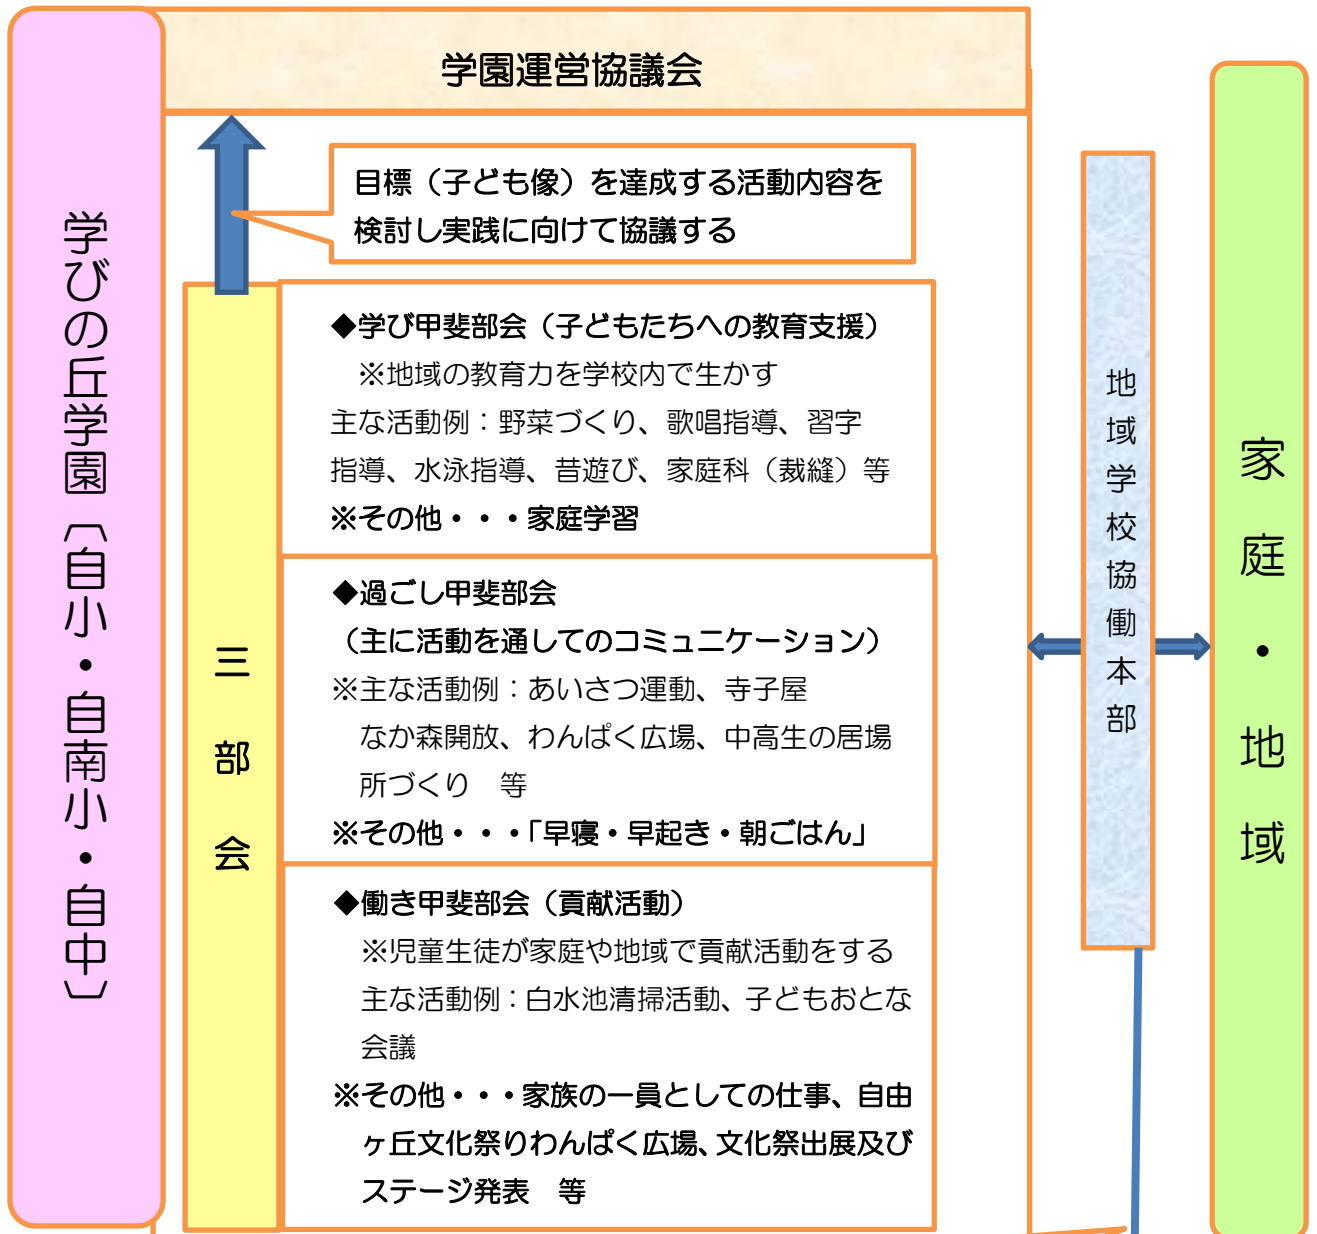 学園運営協議会
目標（子ども像）を達成する活動内容を
検討し実践に向けて協議する
学びの丘学園〔自小・自南小・自中〕
三部会
◆学び甲斐部会（子どもたちへの教育支援）
※地域の教育力を学校内で生かす
主な活動例：野菜づくり、歌唱指導、習字
指導、水泳指導、昔遊び、家庭科（裁縫）等
※その他・・・家庭学習
◆過ごし甲斐部会
（主に活動を通してのコミュニケーション）
※主な活動例：あいさつ運動、寺子屋
なか森開放、わんぱく広場、中高生の居場
所づくり　等
※その他・・・「早寝・早起き・朝ごはん」
◆働き甲斐部会（貢献活動）
※児童生徒が家庭や地域で貢献活動をする
主な活動例：白水池清掃活動、子どもおとな
会議
※その他・・・家族の一員としての仕事、自由
ヶ丘文化祭りわんぱく広場、文化祭出展及び
ステージ発表　等
地域学校協働本部
家庭・地域